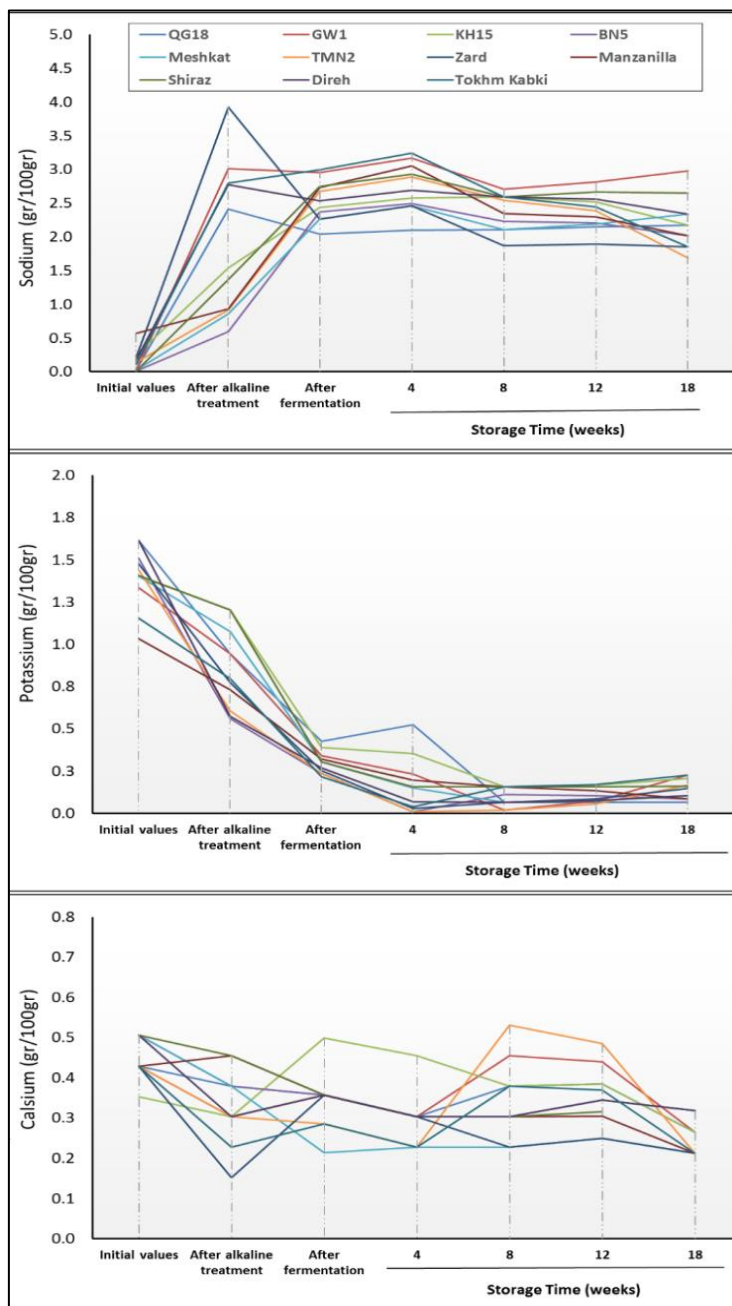 5.0
4.5
4.0
3.5
3.0
2.5
2.0
1.5
1.0
0.5
0.0
Sodium (gr/100gr)
QG18 GW1 KH15 BN5
Meshkat TMN2 Zard Manzanilla
Shiraz Direh Tokhm Kabki
Initial values After alkaline After 4 8 12 18
treatment fermentation
Storage Time (weeks)
2.0
1.8
1.5
1.3
1.0
0.8
0.5
0.3
0.0
Potassium (gr/100gr)
Initial values After alkaline After 4 8 12 18
treatment fermentation
Storage Time (weeks)
0.8
0.7
0.6
0.5
0.4
0.3
0.2
0.1
0.0
Calsium (gr/100gr)
Initial values After alkaline After 4 8 12 18
treatment fermentation
Storage Time (weeks)